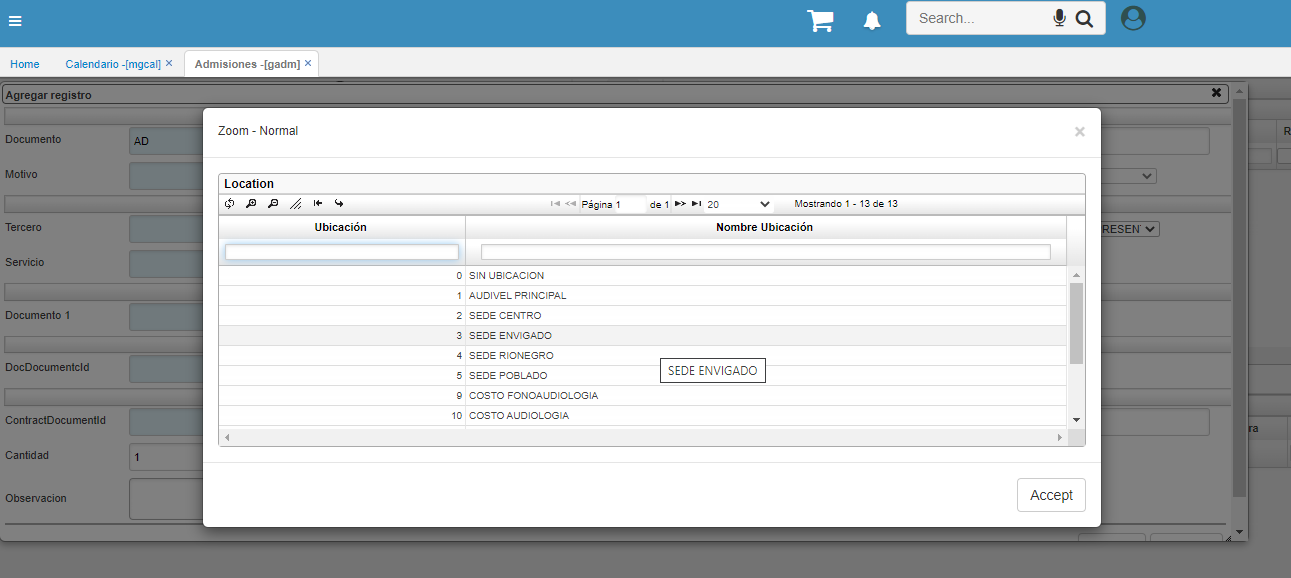 Search...
Home
Calendario -[mgcal] ×
Admisiones -[gadm] ×
Agregar registro
Documento
AD
Motivo
Tercero
Servicio
Documento 1
DocDocumentcId
ContractDocumentId
Cantidad
1
Observacion
Zoom - Normal
Location
Página 1 de 1
20
Mostrando 1 - 13 de 13
Ubicación Nombre Ubicación
0 SIN UBICACION
1 AUDIVEL PRINCIPAL
2 SEDE CENTRO
3 SEDE ENVIGADO
4 SEDE RIONEGRO
5 SEDE POBLADO
9 COSTO FONOAUDIOLOGIA
10 COSTO AUDIOLOGIA
SEDE ENVIGADO
Accept
R
RESENT
ra